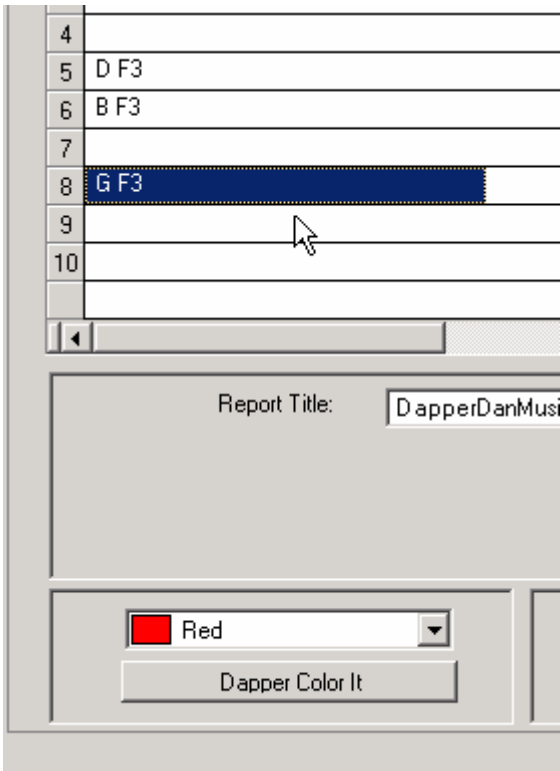 4
5 D F3
6 B F3
7
8 G F3
9
10
Report Title: DapperDanMusi
Red
Dapper Color It